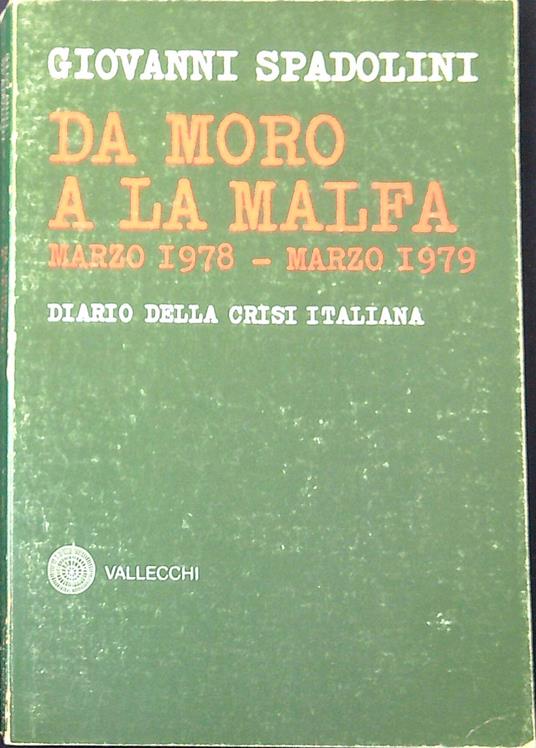 GIOVANNI SPADOLINI
DA MORO
A LA MALFA
MARZO 1978 - MARZO 1979
DIARIO DELLA CRISI ITALIANA
VALLECCHI